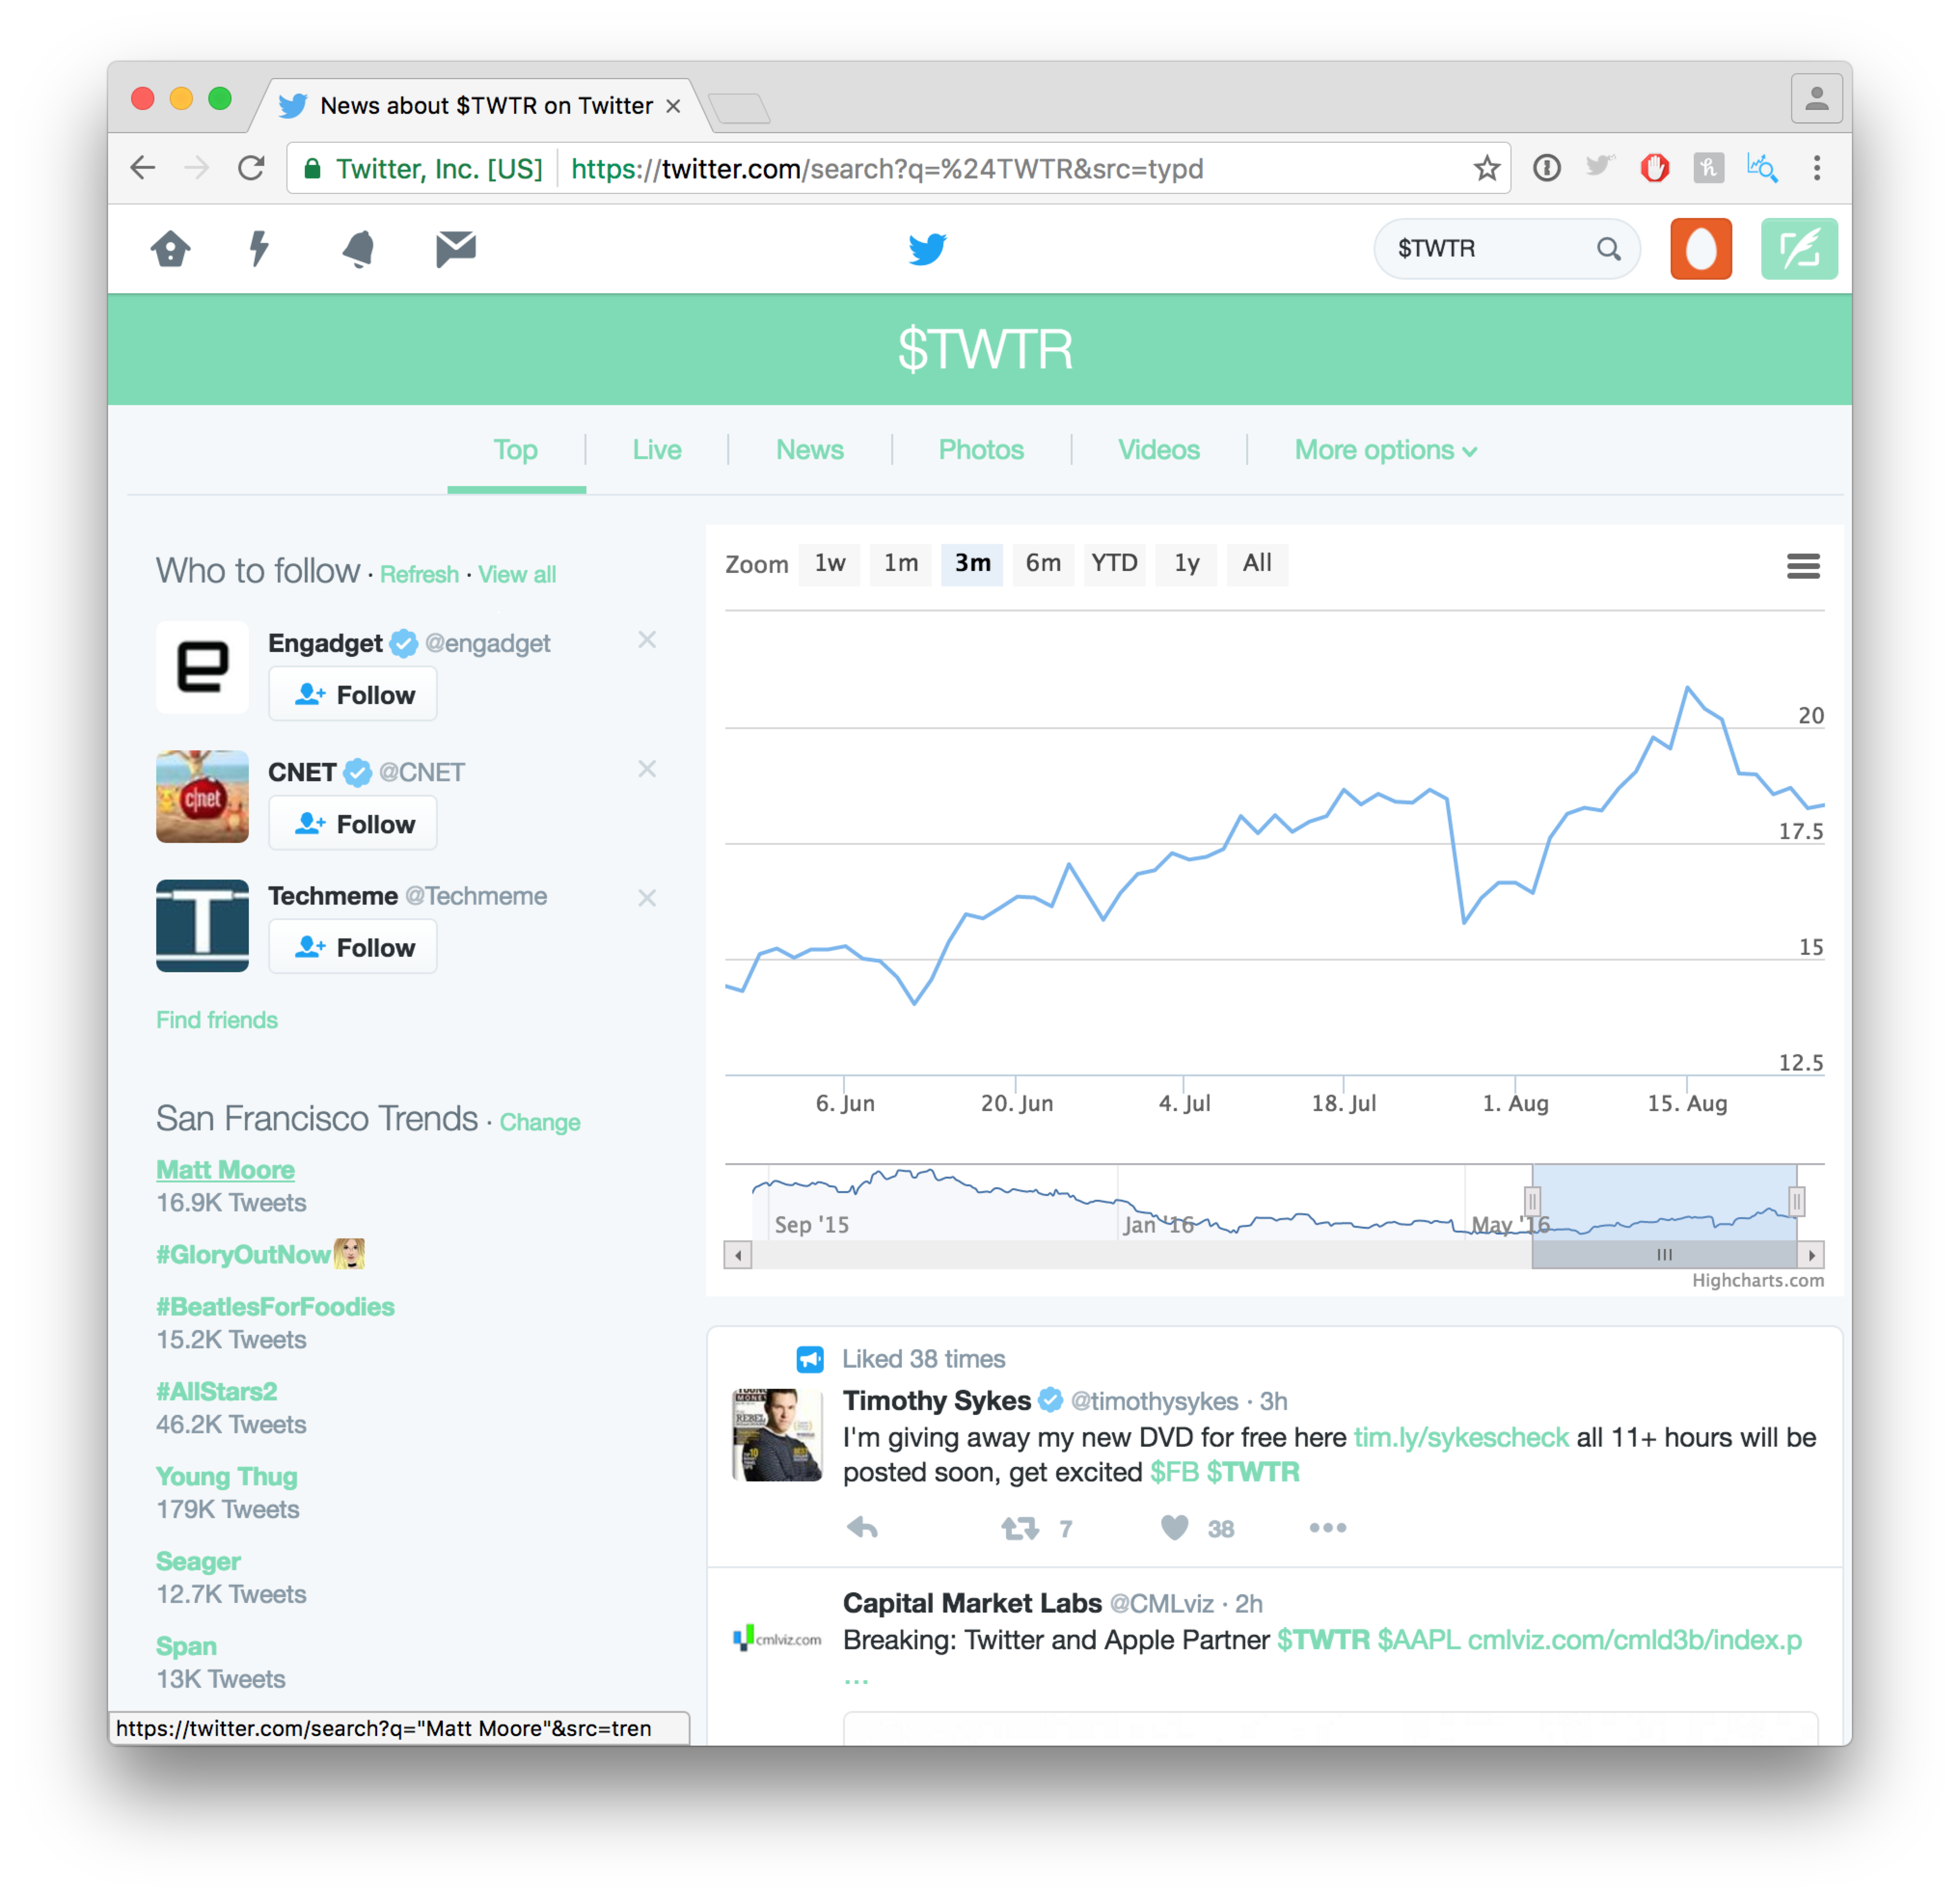 News about $TWTR on Twitter
Twitter, Inc. [US] https://twitter.com/search?q=%24TWTR&src=typd
$TWTR
$TWTR
Top Live News Photos Videos More options
Who to follow · Refresh · View all
Engadget @engadget
Follow
CNET @CNET
Follow
c|net
Techmeme @Techmeme
Follow
T
Find friends
San Francisco Trends · Change
Matt Moore
16.9K Tweets
#GloryOutNow
#BeatlesForFoodies
15.2K Tweets
#AllStars2
46.2K Tweets
Young Thug
179K Tweets
Seager
12.7K Tweets
Span
13K Tweets
https://twitter.com/search?q="Matt Moore"&src=tren
Zoom 1w 1m 3m 6m YTD 1y All
20
17.5
15
12.5
6. Jun 20. Jun 4. Jul 18. Jul 1. Aug 15. Aug
Sep '15 Jan '16 May '16
Highcharts.com
Liked 38 times
Timothy Sykes @timothysykes · 3h
I'm giving away my new DVD for free here tim.ly/sykescheck all 11+ hours will be
posted soon, get excited $FB $TWTR
7 38
Capital Market Labs @CMLviz · 2h
cmlviz.com
Breaking: Twitter and Apple Partner $TWTR $AAPL cmlviz.com/cmld3b/index.p
…